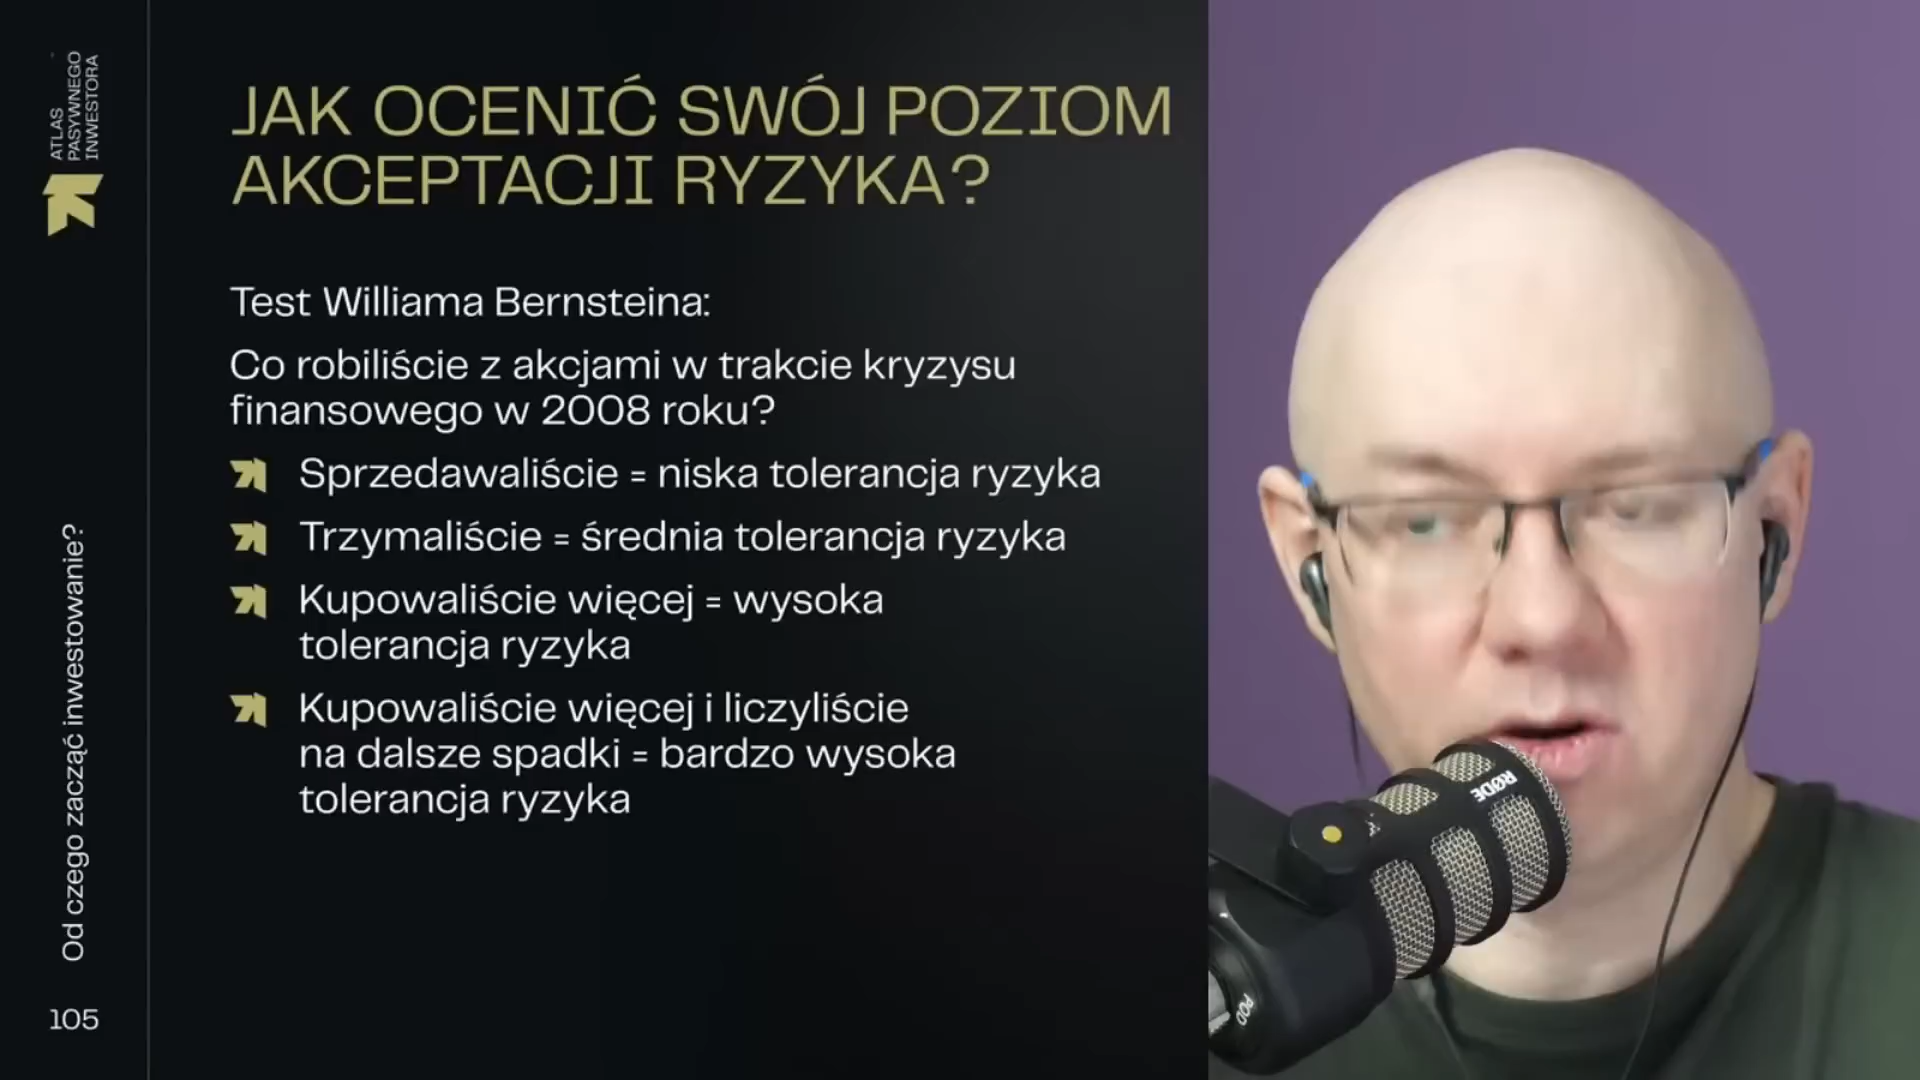 ATLAS
PASYWNEGO
INWESTORA
Od czego zacząć inwestowanie?
105
JAK OCENIĆ SWÓJ POZIOM
AKCEPTACJI RYZYKA?
Test Williama Bernsteina:
Co robiliście z akcjami w trakcie kryzysu
finansowego w 2008 roku?
Sprzedawaliście = niska tolerancja ryzyka
Trzymaliście = średnia tolerancja ryzyka
Kupowaliście więcej = wysoka
tolerancja ryzyka
Kupowaliście więcej i liczyliście
na dalsze spadki = bardzo wysoka
tolerancja ryzyka
RØDE
POD